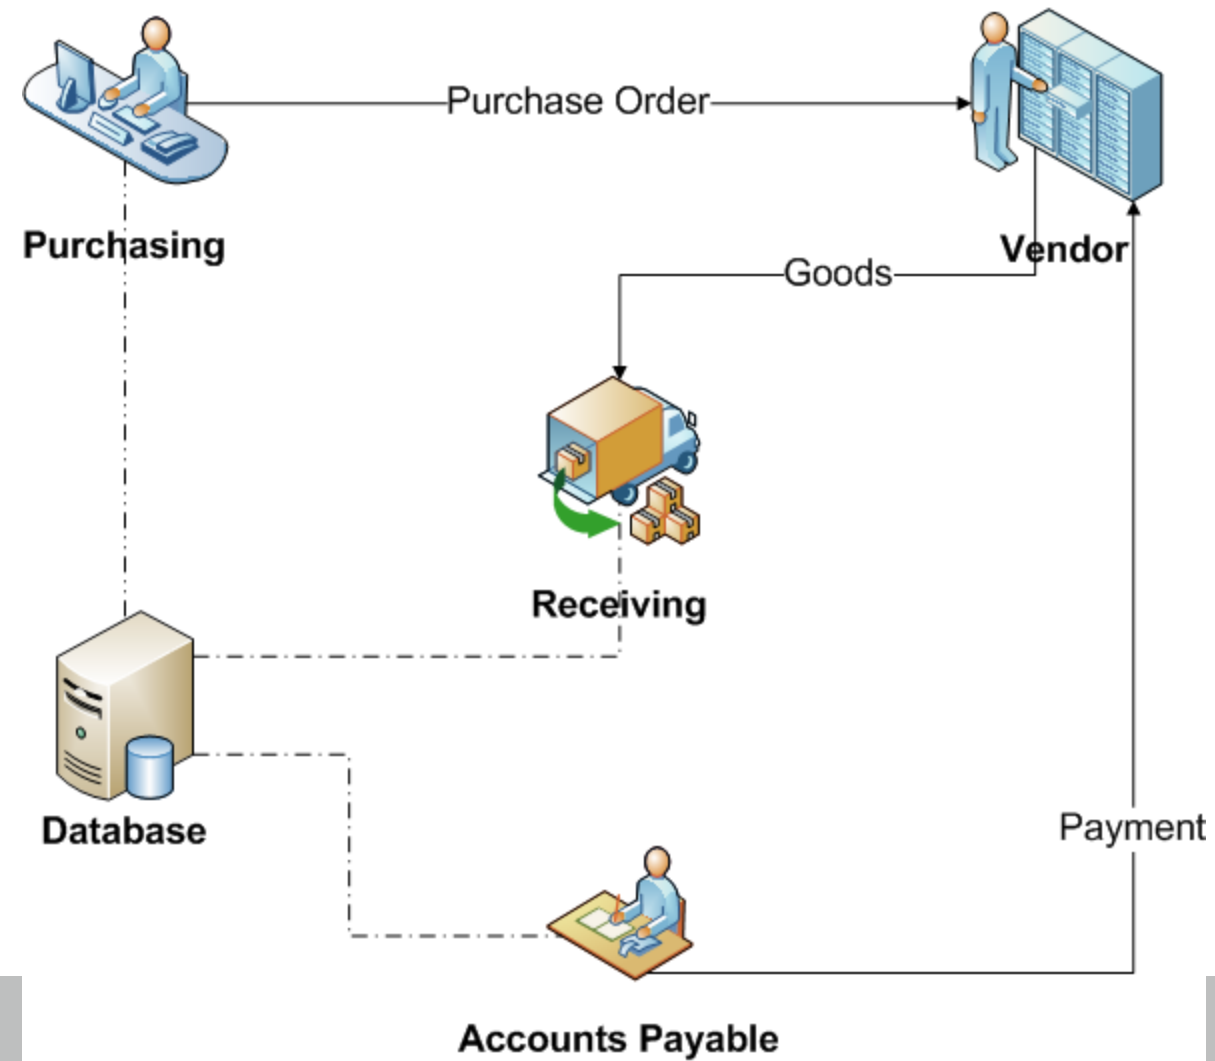 Purchase Order
Purchasing
Vendor
Goods
Receiving
Database
Payment
Accounts Payable